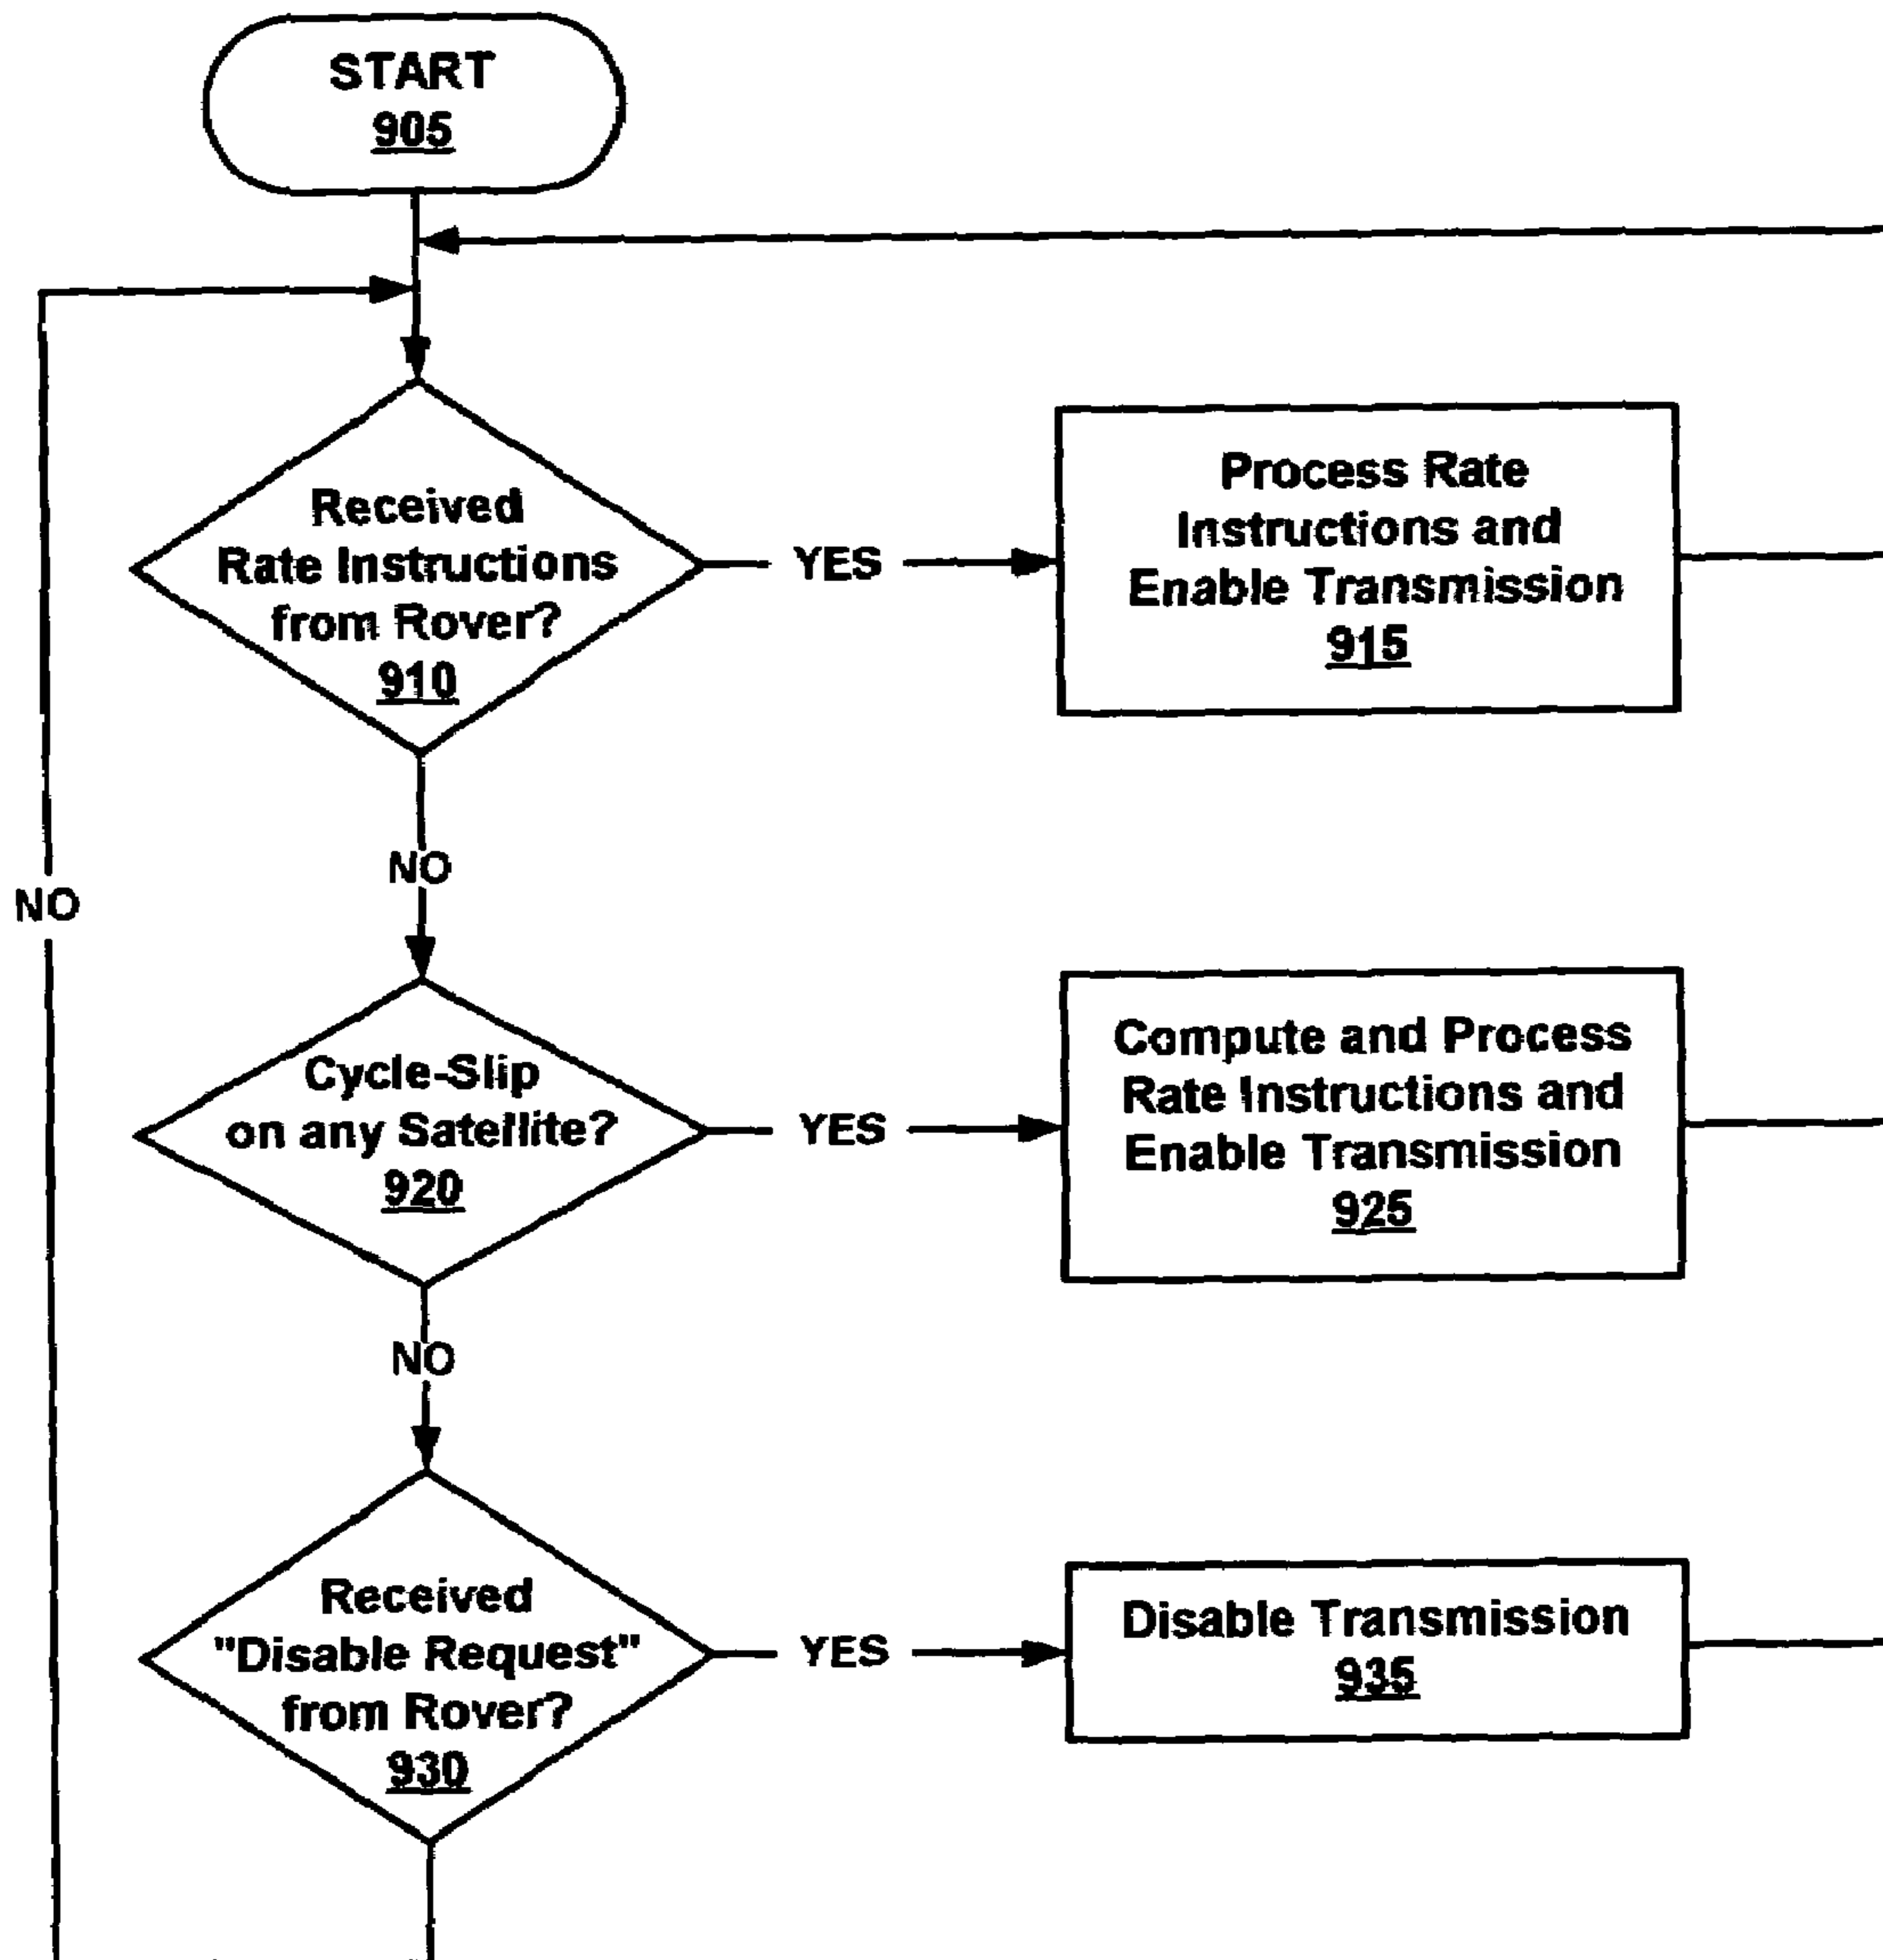 START
905
Received
Rate Instructions
from Rover?
910
YES
Process Rate
Instructions and
Enable Transmission
915
NO
NO
Cycle-Slip
on any Satellite?
920
YES
Compute and Process
Rate Instructions and
Enable Transmission
925
NO
Received
"Disable Request"
from Rover?
930
YES
Disable Transmission
935